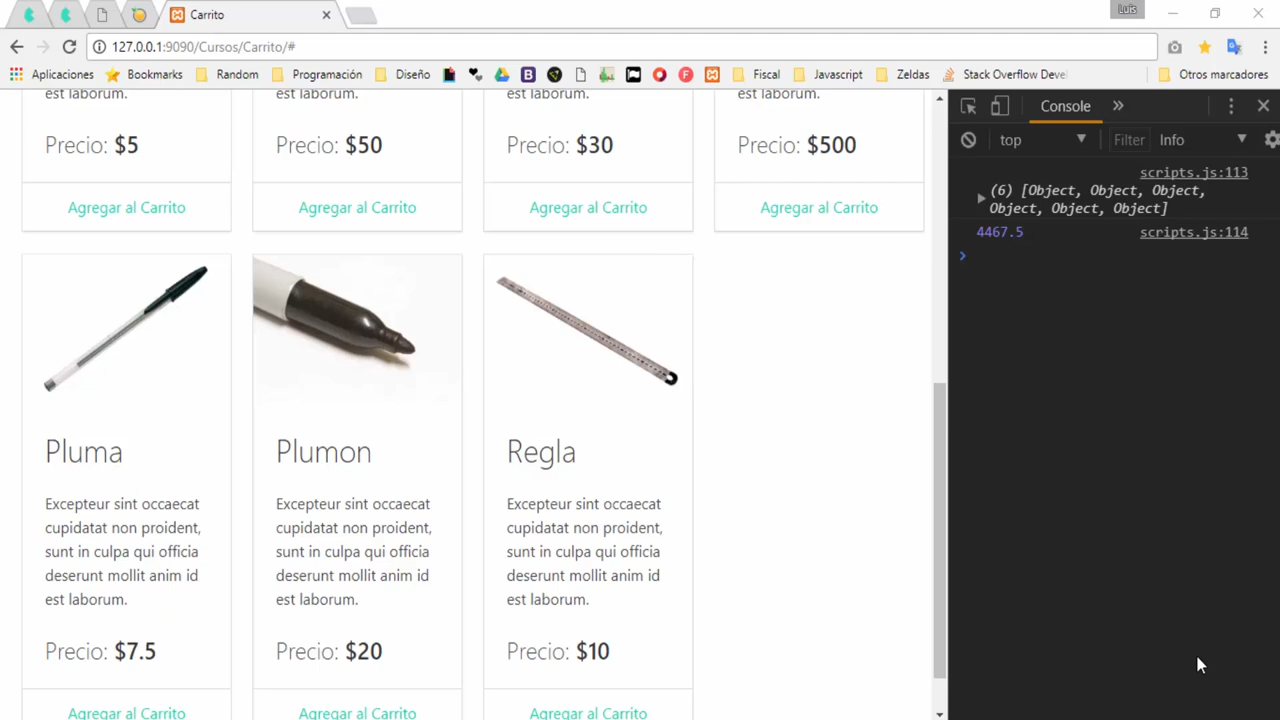 Carrito
Luis
127.0.0.1:9090/Cursos/Carrito/#
Aplicaciones Bookmarks Random Programación Diseño Fiscal Javascript Zeldas Stack Overflow Deve Otros marcadores
est laborum. est laborum. est laborum. est laborum.
Precio: $5 Precio: $50 Precio: $30 Precio: $500
Agregar al Carrito Agregar al Carrito Agregar al Carrito Agregar al Carrito
Pluma
Excepteur sint occaecat
cupidatat non proident,
sunt in culpa qui officia
deserunt mollit anim id
est laborum.
Precio: $7.5
Agregar al Carrito
Plumon
Excepteur sint occaecat
cupidatat non proident,
sunt in culpa qui officia
deserunt mollit anim id
est laborum.
Precio: $20
Agregar al Carrito
Regla
Excepteur sint occaecat
cupidatat non proident,
sunt in culpa qui officia
deserunt mollit anim id
est laborum.
Precio: $10
Agregar al Carrito
Console
top Filter Info
scripts.js:113
(6) [Object, Object, Object,
Object, Object, Object]
4467.5 scripts.js:114